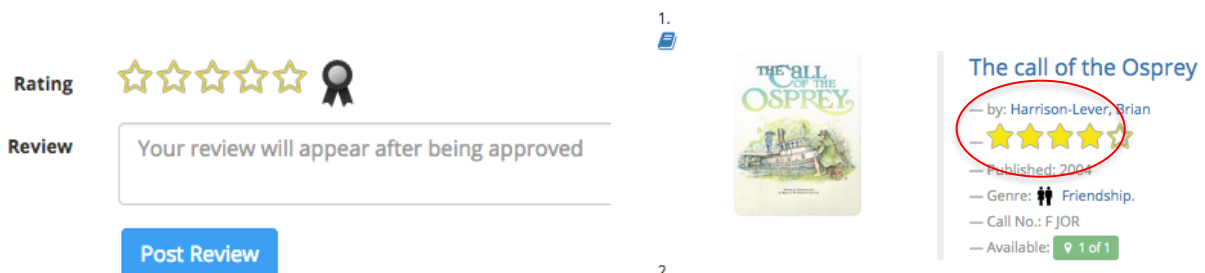 Rating
Review
Your review will appear after being approved
Post Review
1.
THE CALL
OF THE
OSPREY
The call of the Osprey
— by: Harrison-Lever, Brian
—
— Published: 2004
— Genre: Friendship.
— Call No.: F JOR
— Available: 1 of 1
2